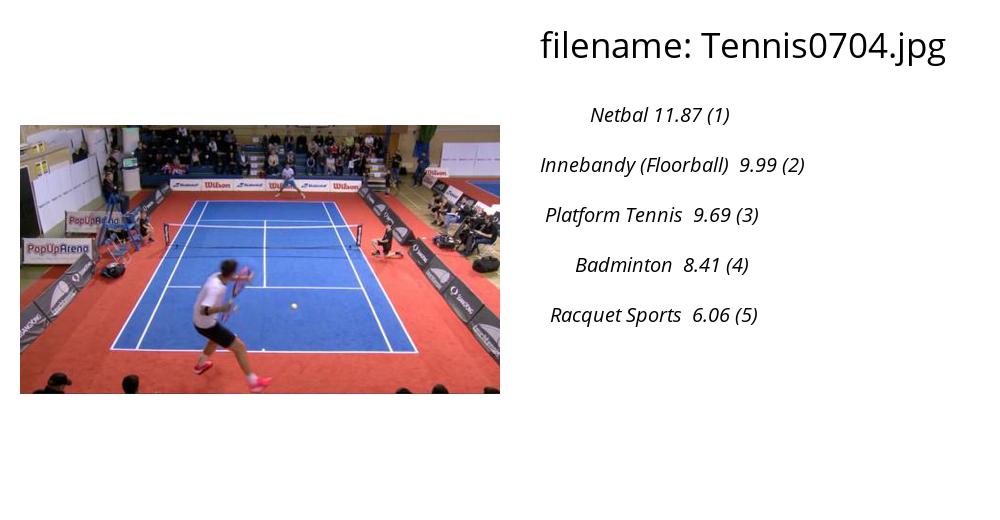 filename: Tennis0704.jpg
Netbal 11.87 (1)
Innebandy (Floorball) 9.99 (2)
Platform Tennis 9.69 (3)
Badminton 8.41 (4)
Racquet Sports 6.06 (5)
Wilson
Wilson
Wilson
Wilson
PopUpArena
PopUpArena